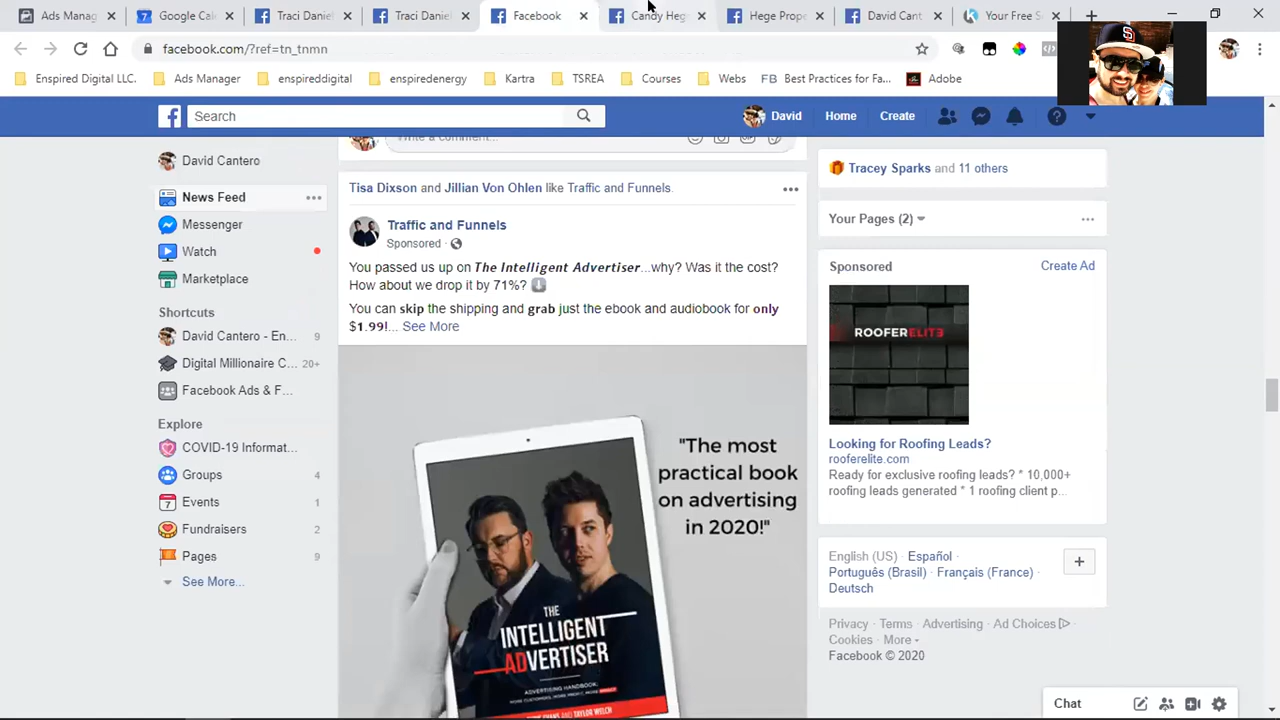 Ads Manag
Google Cal
Traci Daniel
Traci Daniel
Facebook
Candy Hege
Hege Prope
David Cant
Your Free S
facebook.com/?ref=tn_tnmn
Enspired Digital LLC.
Ads Manager
enspireddigital
enspiredemail
Kartra
TSREA
Courses
Webs
FB Best Practices for Fa...
Adobe
Search
David
Home
Create
David Cantero
News Feed
Messenger
Watch
Marketplace
Shortcuts
David Cantero - En... 9
Digital Millionaire C... 20+
Facebook Ads & F...
Explore
COVID-19 Informat...
Groups 4
Events 1
Fundraisers 2
Pages 9
See More...
Write a comment...
Tisa Dixson and Jillian Von Ohlen like Traffic and Funnels.
Traffic and Funnels
Sponsored ·
You passed us up on The Intelligent Advertiser...why? Was it the cost?
How about we drop it by 71%?
You can skip the shipping and grab just the ebook and audiobook for only
$1.99!... See More
"The most
practical book
on advertising
in 2020!"
THE
INTELLIGENT
ADVERTISER
ADVERTISING HANDBOOK:
Tracey Sparks and 11 others
Your Pages (2)
Sponsored
Create Ad
ROOFERELITE
Looking for Roofing Leads?
rooferelite.com
Ready for exclusive roofing leads? * 10,000+
roofing leads generated * 1 roofing client p...
English (US) · Español ·
Português (Brasil) · Français (France) ·
Deutsch
Privacy · Terms · Advertising · Ad Choices
Cookies · More
Facebook © 2020
Chat